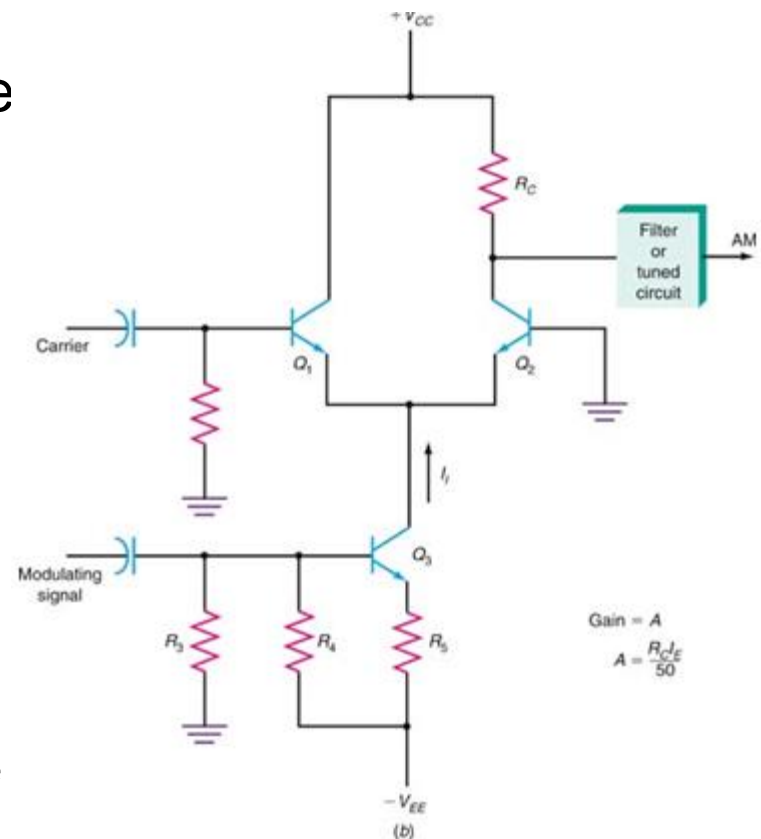 + VCC
e
RC
Filter
or
tuned
circuit
AM
Carrier
Q1
Q2
II
Modulating
signal
Q3
R3
R4
R5
Gain = A
A = RCIE / 50
− VEE
(b)